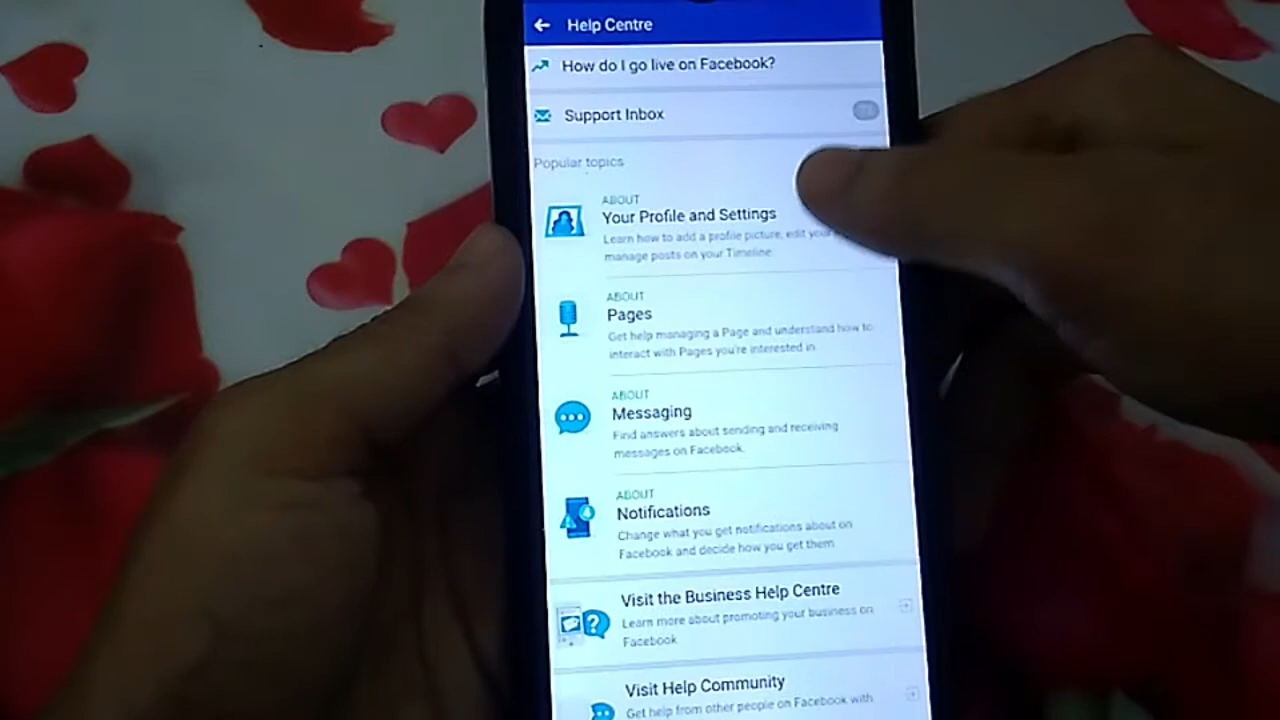 Help Centre
How do I go live on Facebook?
Support Inbox
Popular topics
ABOUT
Your Profile and Settings
Learn how to add a profile picture, edit your
manage posts on your Timeline
ABOUT
Pages
Get help managing a Page and understand how to
interact with Pages you're interested in
ABOUT
Messaging
Find answers about sending and receiving
messages on Facebook.
ABOUT
Notifications
Change what you get notifications about on
Facebook and decide how you get them
Visit the Business Help Centre
Learn more about promoting your business on
Facebook
Visit Help Community
Get help from other people on Facebook with